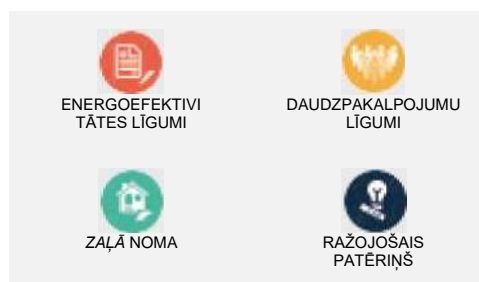 ENERGOEFEKTIVI
TĀTES LĪGUMI
DAUDZPAKALPOJUMU
LĪGUMI
ZAĻĀ NOMA
RAŽOJOŠAIS
PATĒRIŅŠ